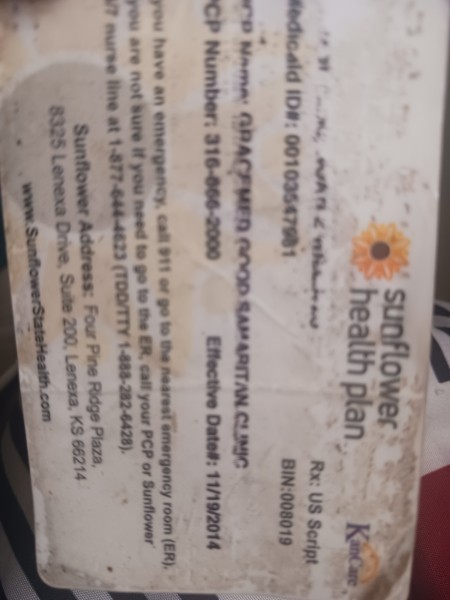 sunflower
health plan.
KanCare
Rx: US Script
BIN:008019
Medicaid ID#: 00103547981
PCP Name: GRACEMED GOOD SAMARITAN CLINIC
PCP Number: 316-866-2000 Effective Date#: 11/19/2014
you have an emergency, call 911 or go to the nearest emergency room (ER).
you are not sure if you need to go to the ER, call your PCP or Sunflower
nurse line at 1-877-644-4623 (TDD/TTY 1-888-282-6428).
Sunflower Address: Four Pine Ridge Plaza,
8325 Lenexa Drive, Suite 200, Lenexa, KS 66214
www.SunflowerStateHealth.com